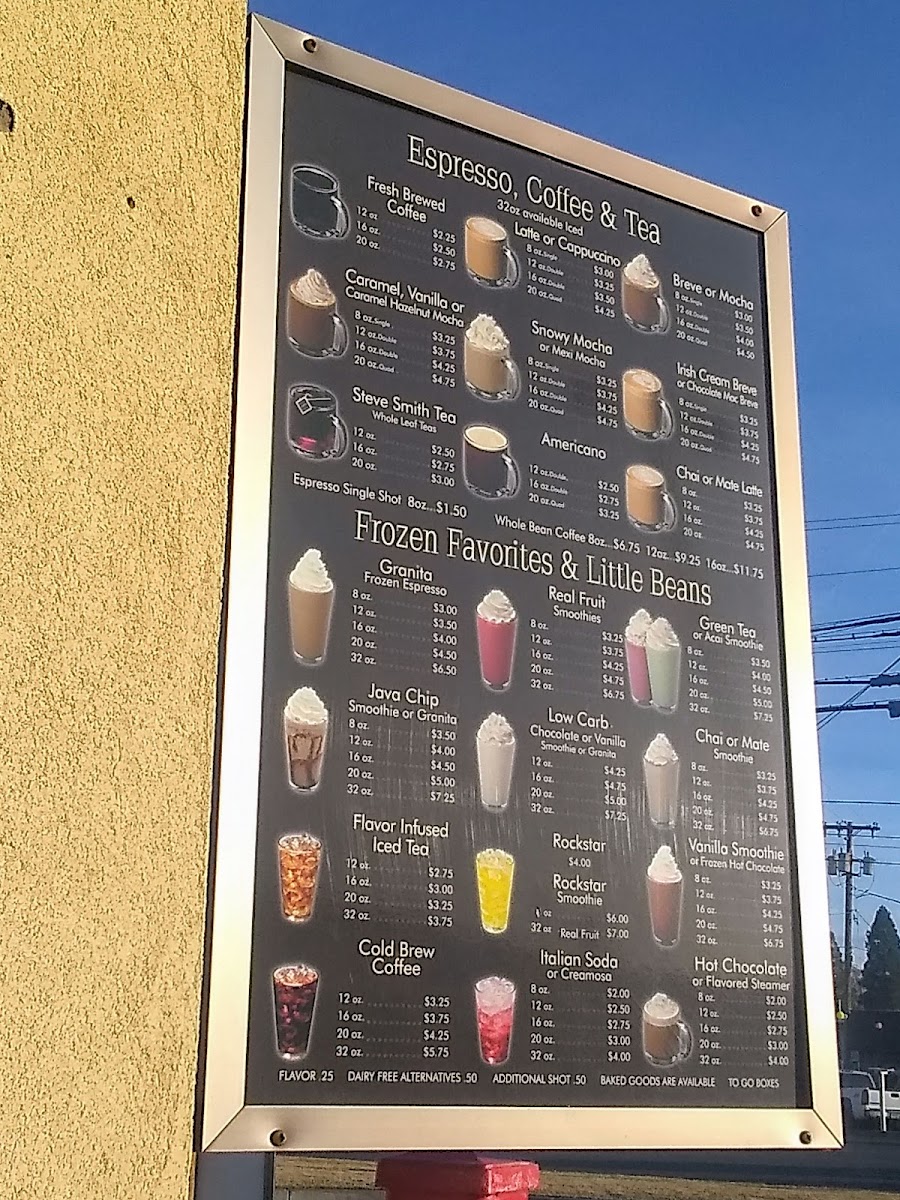 Espresso, Coffee & Tea
32oz available Iced
Fresh Brewed
Coffee
12 oz. $2.25
16 oz. $2.50
20 oz. $2.75
Latte or Cappuccino
8 oz. Single $3.00
12 oz. Double $3.25
16 oz. Double $3.50
20 oz. Quad $4.25
Breve or Mocha
8 oz. Single $3.00
12 oz. Double $3.50
16 oz. Double $4.00
20 oz. Quad $4.50
Caramel, Vanilla or
Caramel Hazelnut Mocha
8 oz. Single $3.25
12 oz. Double $3.75
16 oz. Double $4.25
20 oz. Quad $4.75
Snowy Mocha
or Mexi Mocha
8 oz. Single $3.25
12 oz. Double $3.75
16 oz. Double $4.25
20 oz. Quad $4.75
Irish Cream Breve
or Chocolate Mac Breve
8 oz. Single $3.25
12 oz. Double $3.75
16 oz. Double $4.25
20 oz. Quad $4.75
Steve Smith Tea
Whole Leaf Teas
12 oz. $2.50
16 oz. $2.75
20 oz. $3.00
Americano
12 oz. Double $2.50
16 oz. Double $2.75
20 oz. Quad $3.25
Chai or Mate Latte
8 oz. $3.25
12 oz. $3.75
16 oz. $4.25
20 oz. $4.75
Espresso Single Shot 8oz...$1.50
Whole Bean Coffee 8oz...$6.75 12oz...$9.25 16oz...$11.75
Frozen Favorites & Little Beans
Granita
Frozen Espresso
8 oz. $3.00
12 oz. $3.50
16 oz. $4.00
20 oz. $4.50
32 oz. $6.50
Real Fruit
Smoothies
8 oz. $3.25
12 oz. $3.75
16 oz. $4.25
20 oz. $4.75
32 oz. $6.75
Green Tea
or Acai Smoothie
8 oz. $3.50
12 oz. $4.00
16 oz. $4.50
20 oz. $5.00
32 oz. $7.25
Java Chip
Smoothie or Granita
8 oz. $3.50
12 oz. $4.00
16 oz. $4.50
20 oz. $5.00
32 oz. $7.25
Low Carb
Chocolate or Vanilla
Smoothie or Granita
12 oz. $4.25
16 oz. $4.75
20 oz. $5.00
32 oz. $7.25
Chai or Mate
Smoothie
8 oz. $3.25
12 oz. $3.75
16 oz. $4.25
20 oz. $4.75
32 oz. $6.75
Flavor Infused
Iced Tea
12 oz. $2.75
16 oz. $3.00
20 oz. $3.25
32 oz. $3.75
Rockstar
$4.00
Rockstar
Smoothie
oz $6.00
32 oz Real Fruit $7.00
Vanilla Smoothie
or Frozen Hot Chocolate
8 oz. $3.25
12 oz. $3.75
16 oz. $4.25
20 oz. $4.75
32 oz. $6.75
Cold Brew
Coffee
12 oz. $3.25
16 oz. $3.75
20 oz. $4.25
32 oz. $5.75
Italian Soda
or Creamosa
8 oz. $2.00
12 oz. $2.50
16 oz. $2.75
20 oz. $3.00
32 oz. $4.00
Hot Chocolate
or Flavored Steamer
8 oz. $2.00
12 oz. $2.50
16 oz. $2.75
20 oz. $3.00
32 oz. $4.00
FLAVOR .25 DAIRY FREE ALTERNATIVES .50 ADDITIONAL SHOT .50 BAKED GOODS ARE AVAILABLE TO GO BOXES